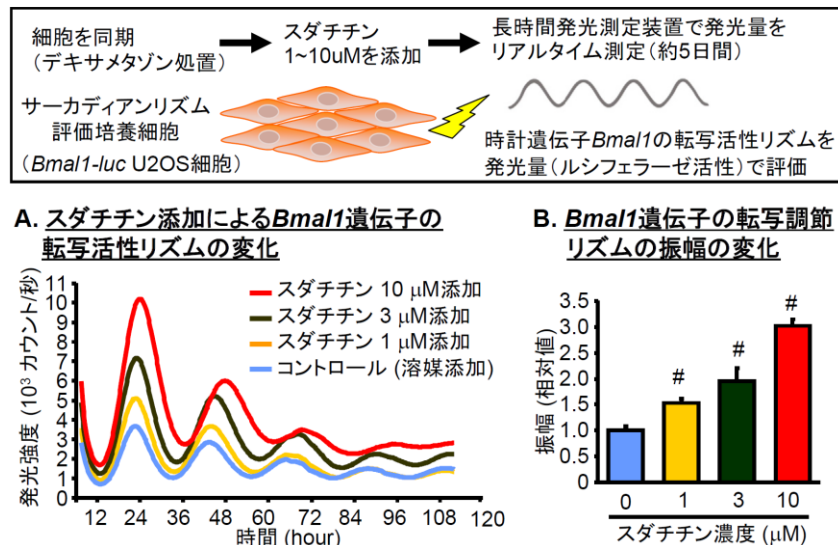 細胞を同期
（デキサメタゾン処置）
スダチチン
1~10uMを添加
長時間発光測定装置で発光量を
リアルタイム測定（約5日間）
サーカディアンリズム
評価培養細胞
（Bmal1-luc U2OS細胞）
時計遺伝子Bmal1の転写活性リズムを
発光量（ルシフェラーゼ活性）で評価
A. スダチチン添加によるBmal1遺伝子の
転写活性リズムの変化
発光強度 (10³ カウント/秒)
11
10
9
8
7
6
5
4
3
2
1
0
スダチチン 10 μM添加
スダチチン 3 μM添加
スダチチン 1 μM添加
コントロール (溶媒添加)
12 24 36 48 60 72 84 96 108 120
時間 (hour)
B. Bmal1遺伝子の転写調節
リズムの振幅の変化
振幅 (相対値)
3.5
3.0
2.5
2.0
1.5
1.0
0.5
0
# # #
0 1 3 10
スダチチン濃度 (μM)